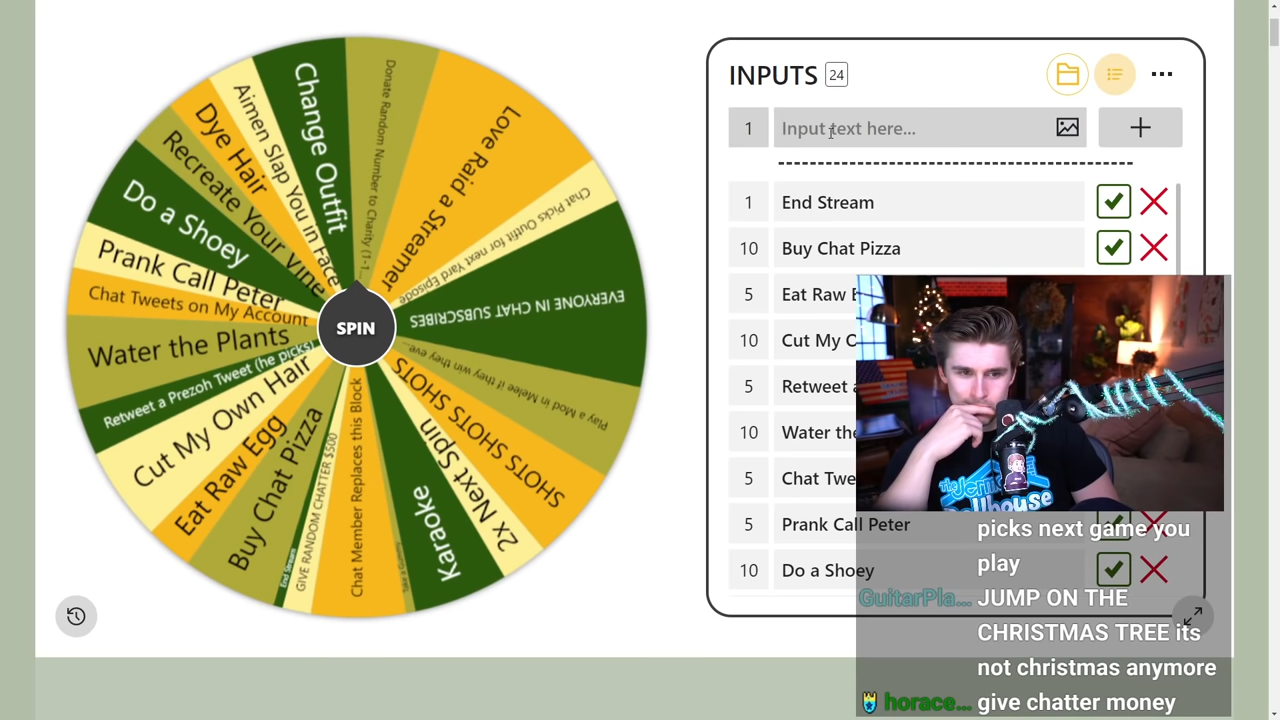 INPUTS 24
1 Input text here...
1 End Stream
10 Buy Chat Pizza
5 Eat Raw E
10 Cut My O
5 Retweet a
10 Water the
5 Chat Twe
5 Prank Call Peter
10 Do a Shoey
SPIN
Love Raid a Streamer
Chat Picks Outfit for next Yard Episode
EVERYONE IN CHAT SUBSCRIBES
Play a Mod in Melee if they win eve...
SHOTS SHOTS SHOTS
2x Next Spin
Karaoke
Chat Member Replaces this Block
GIVE RANDOM CHATTER $500
End Stream
Buy Chat Pizza
Eat Raw Egg
Cut My Own Hair
Retweet a Prezoh Tweet (he picks)
Water the Plants
Chat Tweets on My Account
Prank Call Peter
Do a Shoey
Recreate Your Vine
Dye Hair
Aimen Slap You in Face
Change Outfit
Donate Random Number to Charity (1-1...
picks next game you
play
GuitarPla... JUMP ON THE
CHRISTMAS TREE its
not christmas anymore
horace... give chatter money